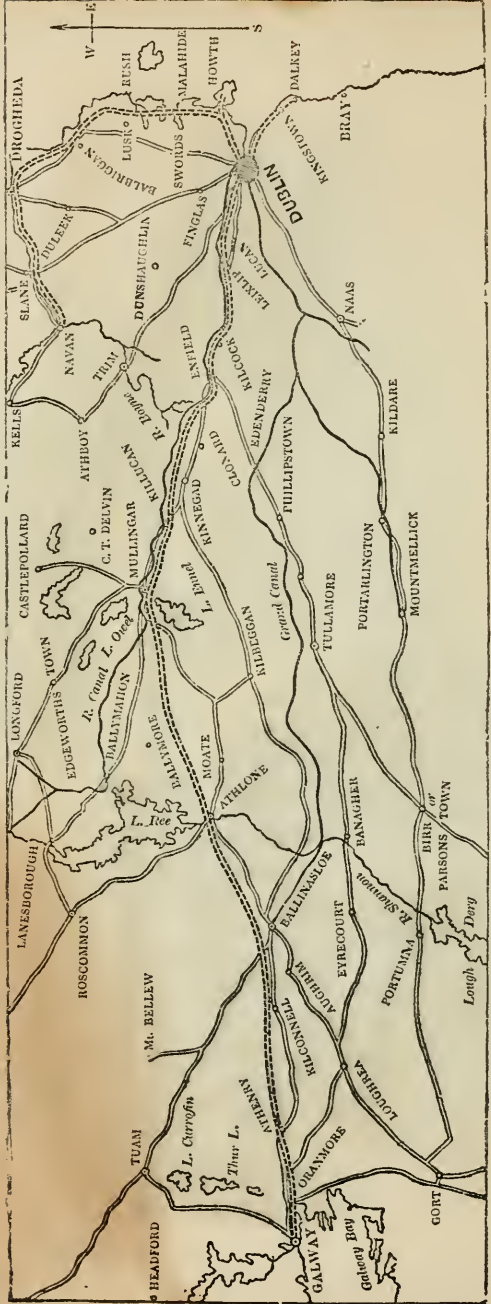 W
E
S
DROGHEDA
RUSH
MALAHIDE
HOWTH
LUSK
BALBRIGGAN
SWORDS
DALKEY
KINGSTOWN
BRAY
DUBLIN
FINGLAS
DULEEK
SLANE
NAVAN
KELLS
DUNSHAUGHLIN
TRIM
ATHBOY
R. Boyne
LUCAN
LEIXLIP
KILCOCK
ENFIELD
NAAS
KILDARE
EDENDERRY
CLONARD
KINNEGAD
KILLUCAN
MULLINGAR
C. T. DELVIN
CASTLEPOLLARD
PHILLIPSTOWN
PORTARLINGTON
MOUNTMELLICK
TULLAMORE
Grand Canal
L. Ennel
KILBEGGAN
L. Owel
R. Canal
EDGEWORTHS TOWN
LONGFORD
BALLYMAHON
BALLYMORE
MOATE
ATHLONE
L. Ree
LANESBOROUGH
ROSCOMMON
BANAGHER
BIRR or
PARSONS TOWN
R. Shannon
BALLINASLOE
EYRECOURT
PORTUMNA
Lough Derg
AUGHRIM
KILCONNELL
Mt. BELLEW
LOUGHREA
ATHENRY
ORANMORE
TUAM
L. Currofin
Thur L.
HEADFORD
GALWAY
Galway Bay
GORT